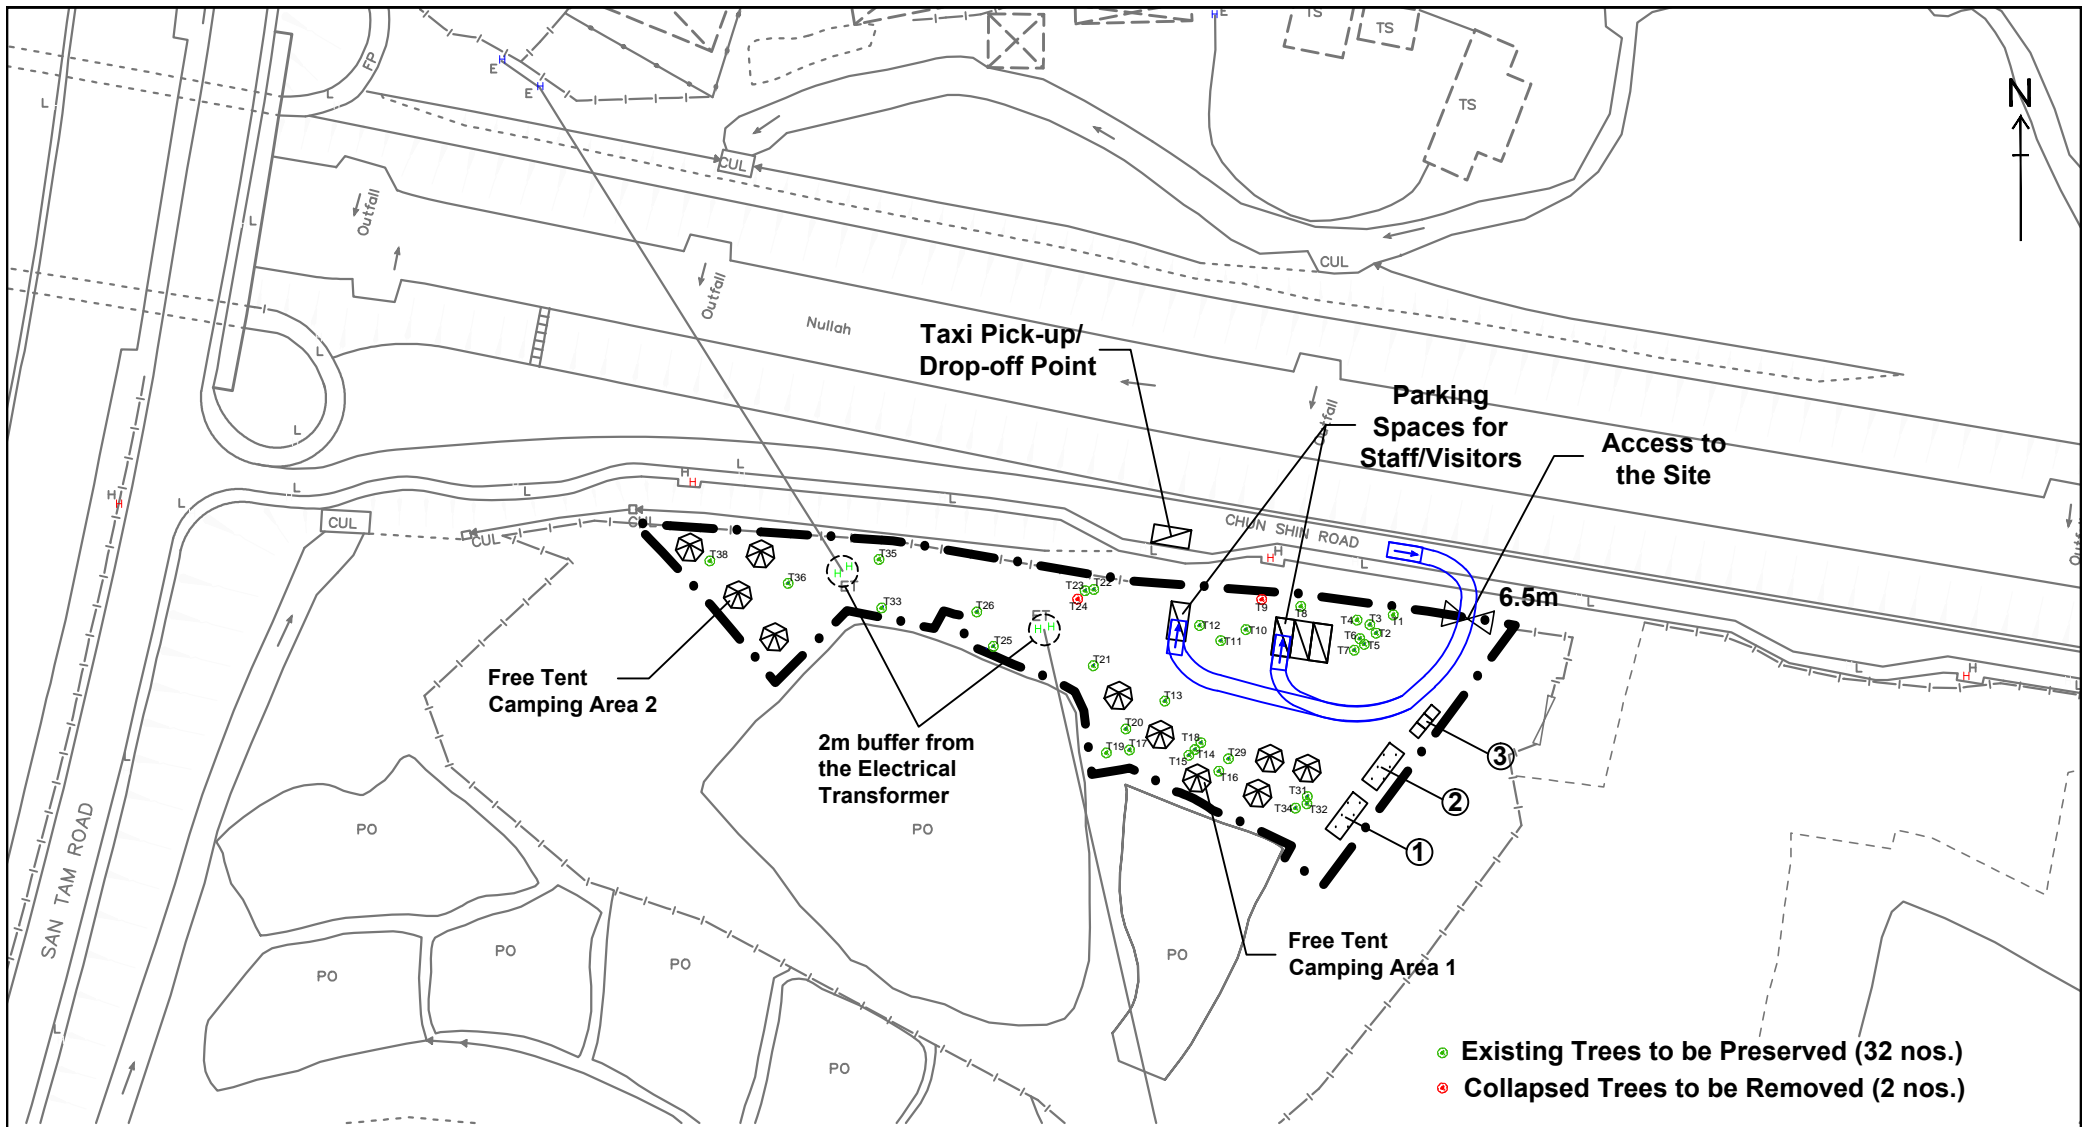 E
FP
L
E
E
TS
TS
TS
N
L
L
CUL
Outfall
Outfall
CUL
L
L
Nullah
Taxi Pick-up/
Drop-off Point
Parking
Spaces for
Staff/Visitors
Outfall
Access to
the Site
L
L
L
H
H
H
H
L
L
L
CHUN SHIN ROAD
L
H
H
L
L
CUL
CUL
CUL
6.5m
T38
T36
T35
T33
H
H
ET
T26
T25
ET
H
H
T23
T22
T24
T21
T12
T11
T10
T9
T8
T4
T3
T1
T2
T6
T5
T7
T13
T20
T19
T17
T18
T14
T15
T29
T16
T31
T34
T32
Free Tent
Camping Area 2
2m buffer from
the Electrical
Transformer
L
H
H
L
3
2
1
L
SAN TAM ROAD
PO
PO
PO
PO
PO
PO
PO
Free Tent
Camping Area 1
L
Existing Trees to be Preserved (32 nos.)
Collapsed Trees to be Removed (2 nos.)